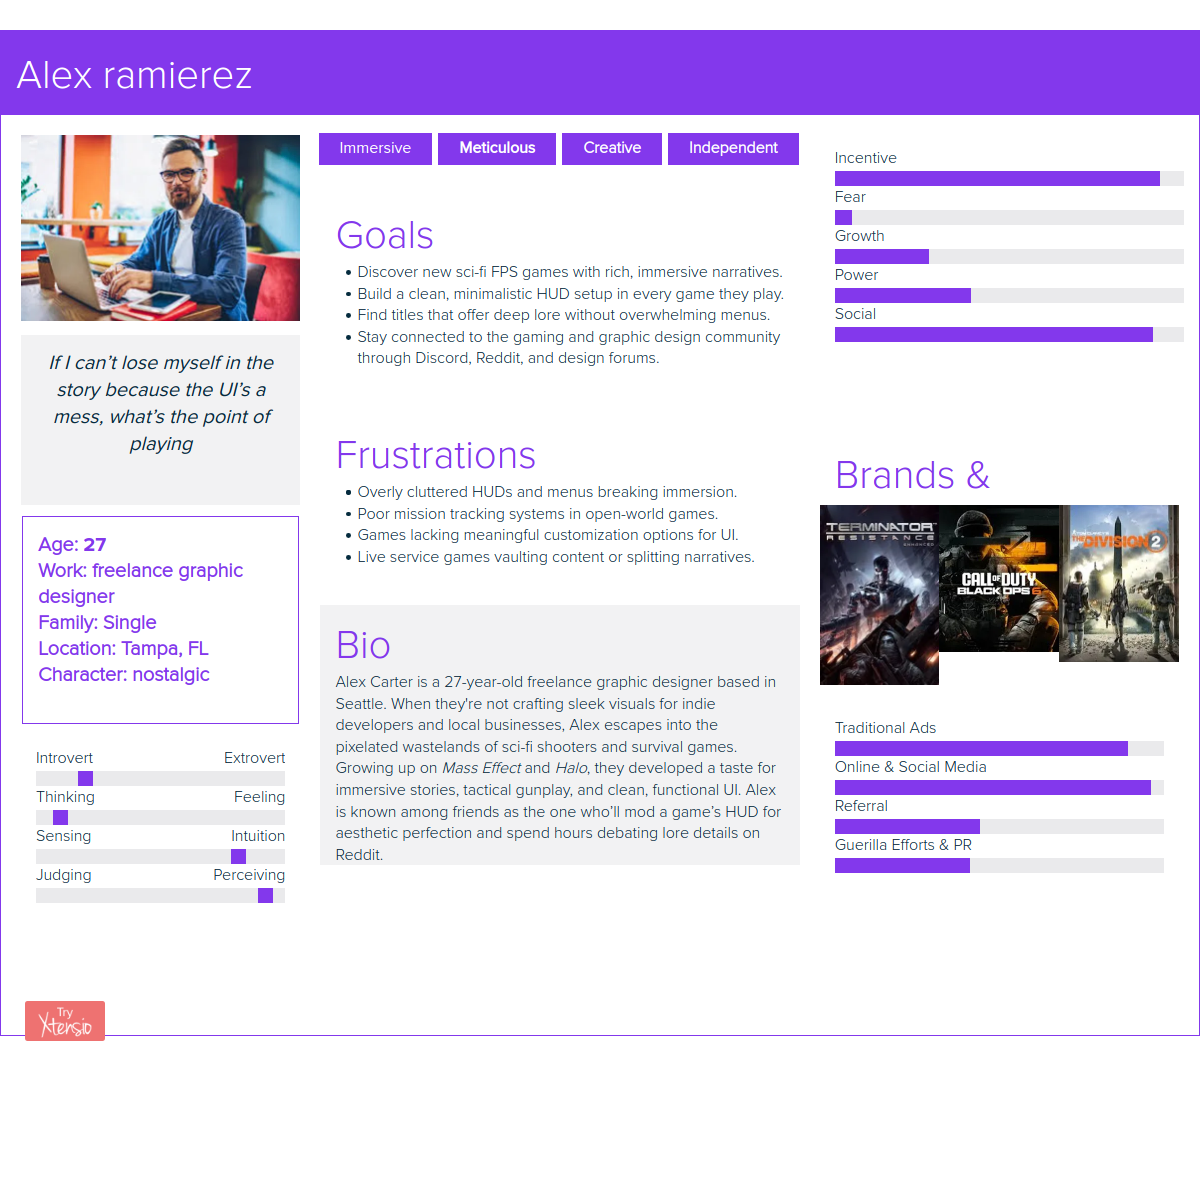 Alex ramierez
Immersive
Meticulous
Creative
Independent
If I can’t lose myself in the
story because the UI’s a
mess, what’s the point of
playing
Age: 27
Work: freelance graphic
designer
Family: Single
Location: Tampa, FL
Character: nostalgic
Introvert Extrovert
Thinking Feeling
Sensing Intuition
Judging Perceiving
Goals
Discover new sci-fi FPS games with rich, immersive narratives.
Build a clean, minimalistic HUD setup in every game they play.
Find titles that offer deep lore without overwhelming menus.
Stay connected to the gaming and graphic design community
through Discord, Reddit, and design forums.
Frustrations
Overly cluttered HUDs and menus breaking immersion.
Poor mission tracking systems in open-world games.
Games lacking meaningful customization options for UI.
Live service games vaulting content or splitting narratives.
Bio
Alex Carter is a 27-year-old freelance graphic designer based in
Seattle. When they're not crafting sleek visuals for indie
developers and local businesses, Alex escapes into the
pixelated wastelands of sci-fi shooters and survival games.
Growing up on Mass Effect and Halo, they developed a taste for
immersive stories, tactical gunplay, and clean, functional UI. Alex
is known among friends as the one who’ll mod a game’s HUD for
aesthetic perfection and spend hours debating lore details on
Reddit.
Incentive
Fear
Growth
Power
Social
Brands &
TERMINATOR
RESISTANCE
ENHANCED
CALL OF DUTY
BLACK OPS 6
THE DIVISION 2
Traditional Ads
Online & Social Media
Referral
Guerilla Efforts & PR
Try
Xtensio